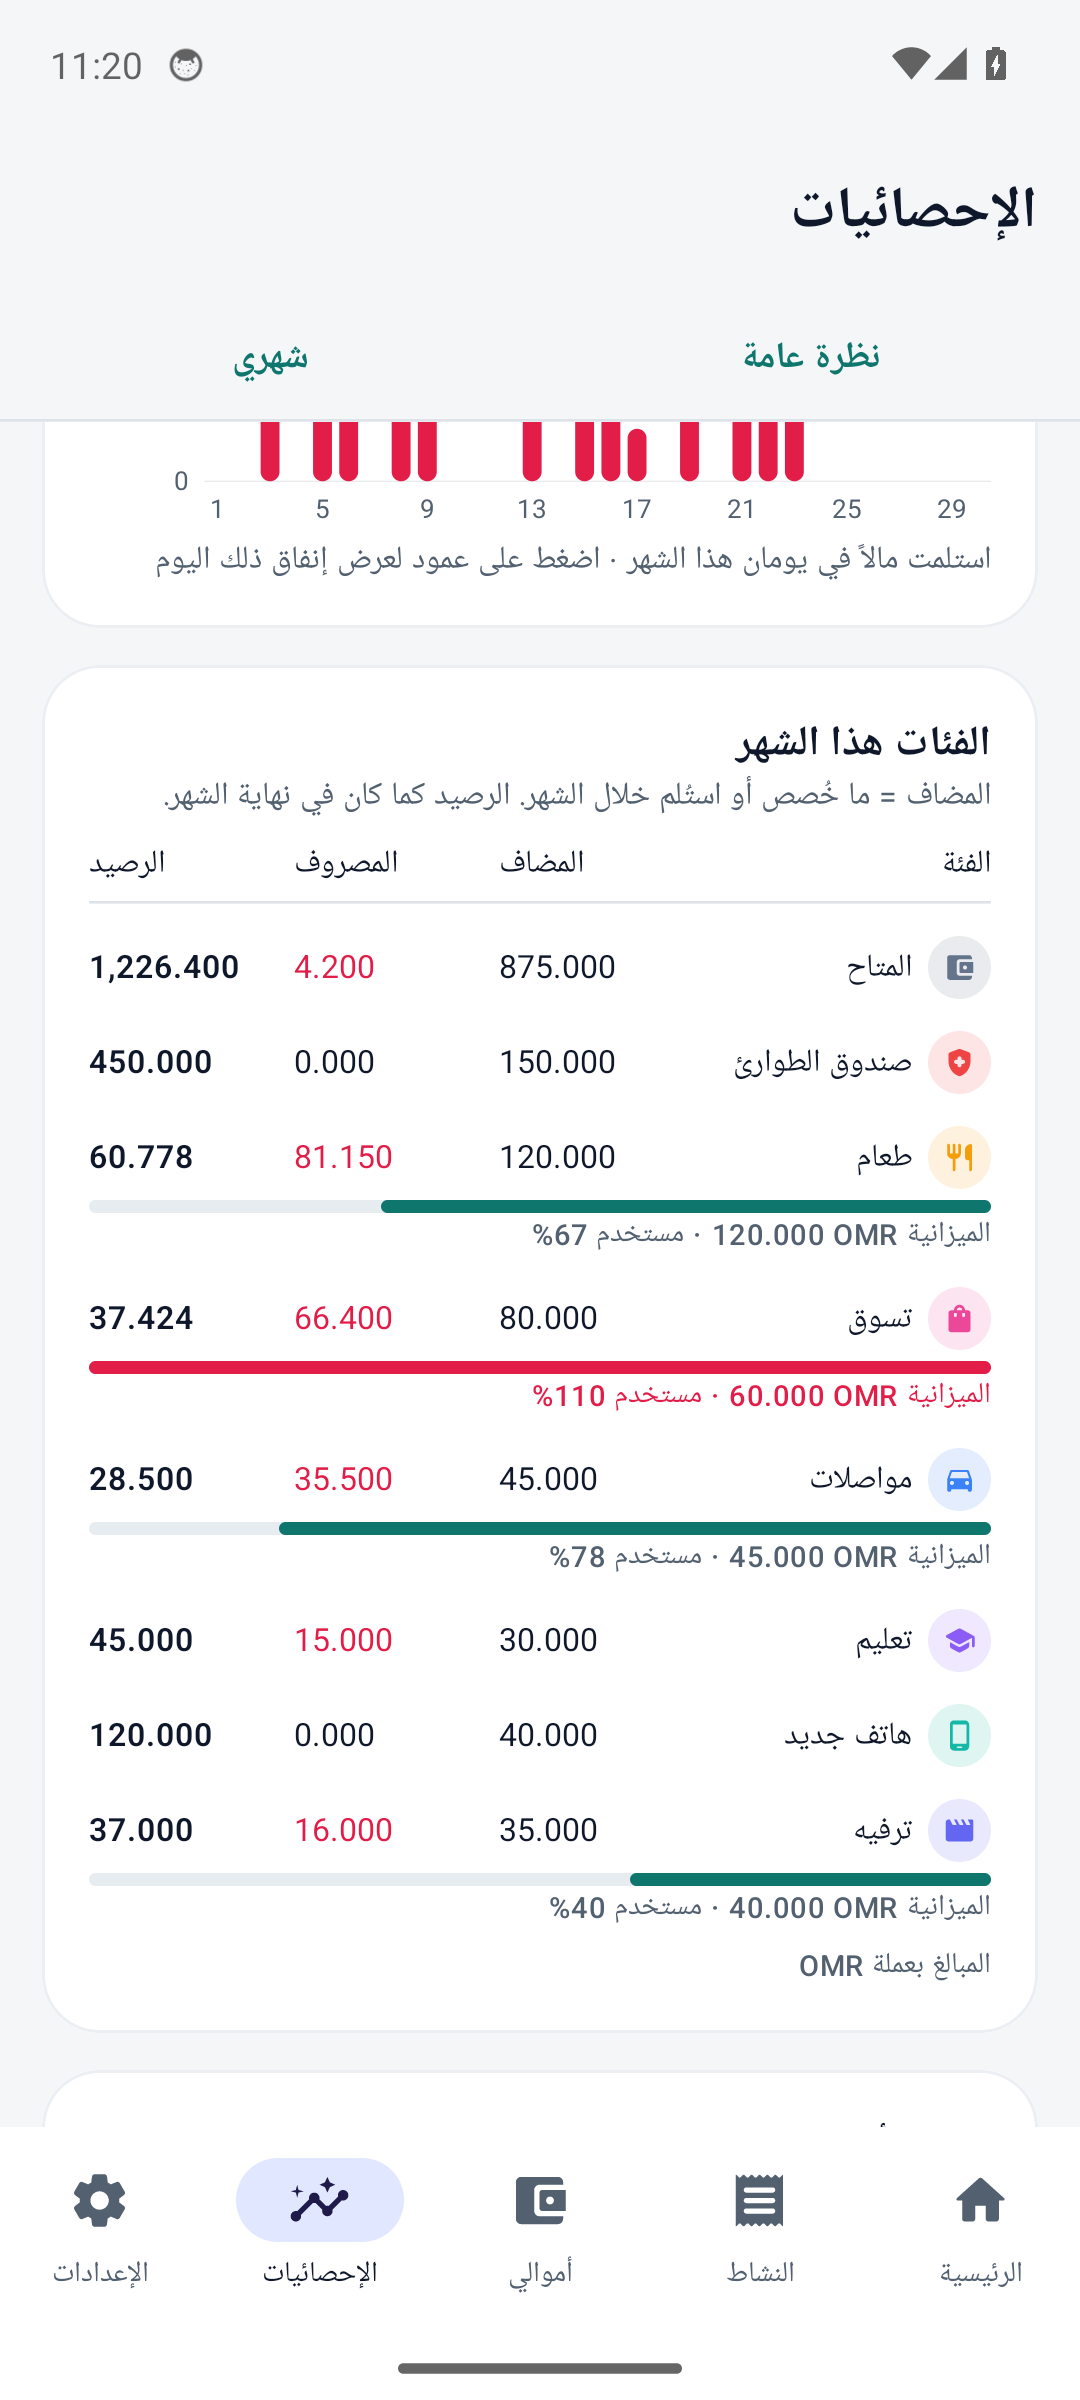 11:20
الإحصائيات
نظرة عامة
شهري
0
1 5 9 13 17 21 25 29
استلمت مالاً في يومان هذا الشهر · اضغط على عمود لعرض إنفاق ذلك اليوم
الفئات هذا الشهر
المضاف = ما خُصص أو استُلم خلال الشهر. الرصيد كما كان في نهاية الشهر.
الفئة المضاف المصروف الرصيد
المتاح 875.000 4.200 1,226.400
صندوق الطوارئ 150.000 0.000 450.000
طعام 120.000 81.150 60.778
الميزانية 120.000 OMR · مستخدم 67%
تسوق 80.000 66.400 37.424
الميزانية 60.000 OMR · مستخدم 110%
مواصلات 45.000 35.500 28.500
الميزانية 45.000 OMR · مستخدم 78%
تعليم 30.000 15.000 45.000
هاتف جديد 40.000 0.000 120.000
ترفيه 35.000 16.000 37.000
الميزانية 40.000 OMR · مستخدم 40%
المبالغ بعملة OMR
الرئيسية النشاط أموالي الإحصائيات الإعدادات